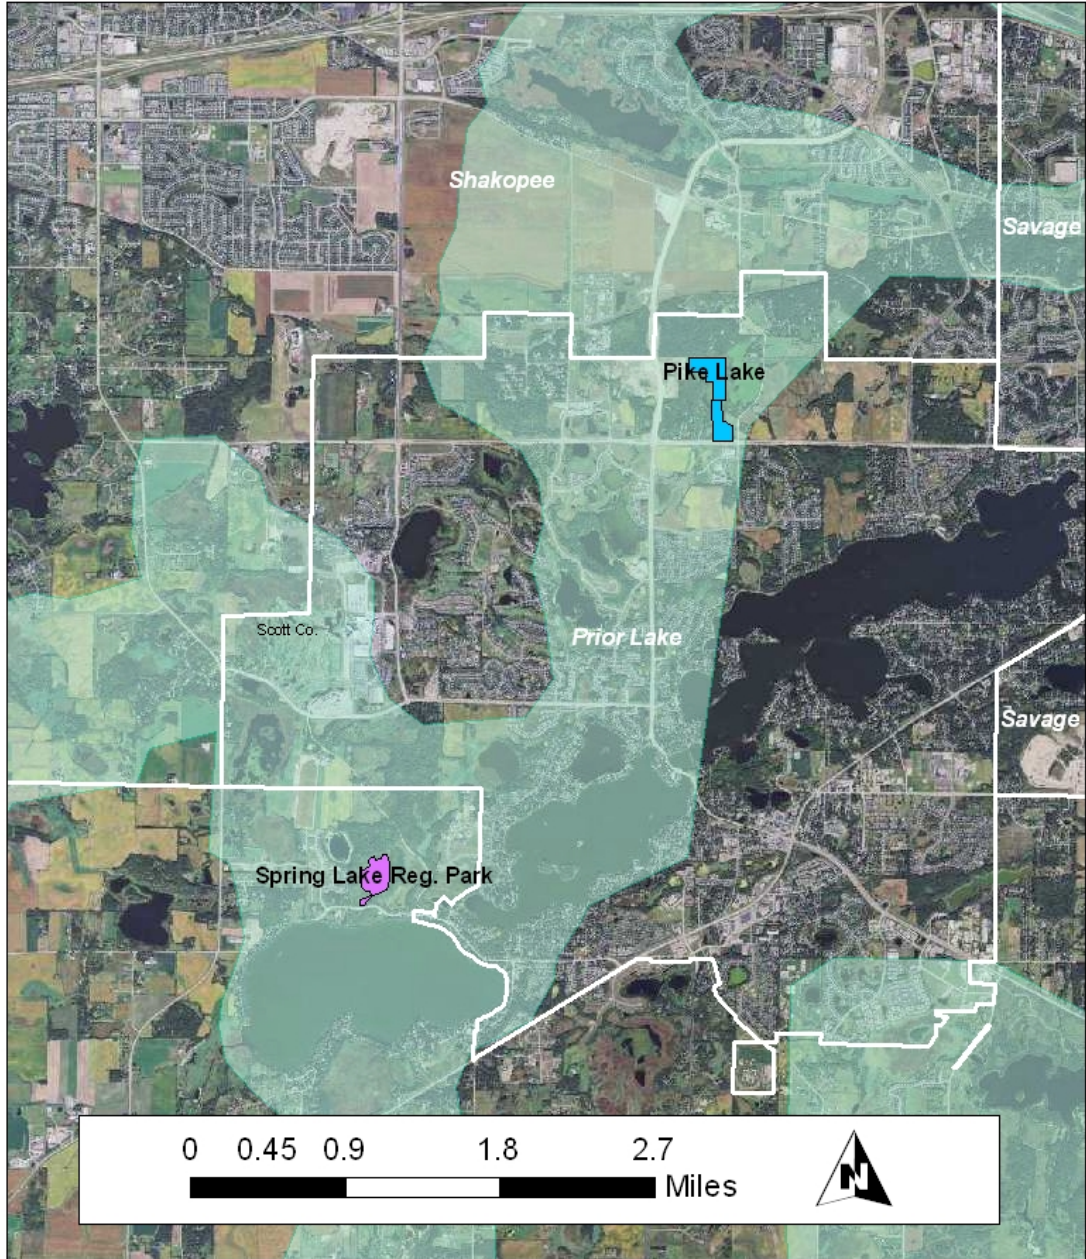 Shakopee
Savage
Pike Lake
Scott Co.
Prior Lake
Savage
Spring Lake Reg. Park
0 0.45 0.9 1.8 2.7
Miles
N